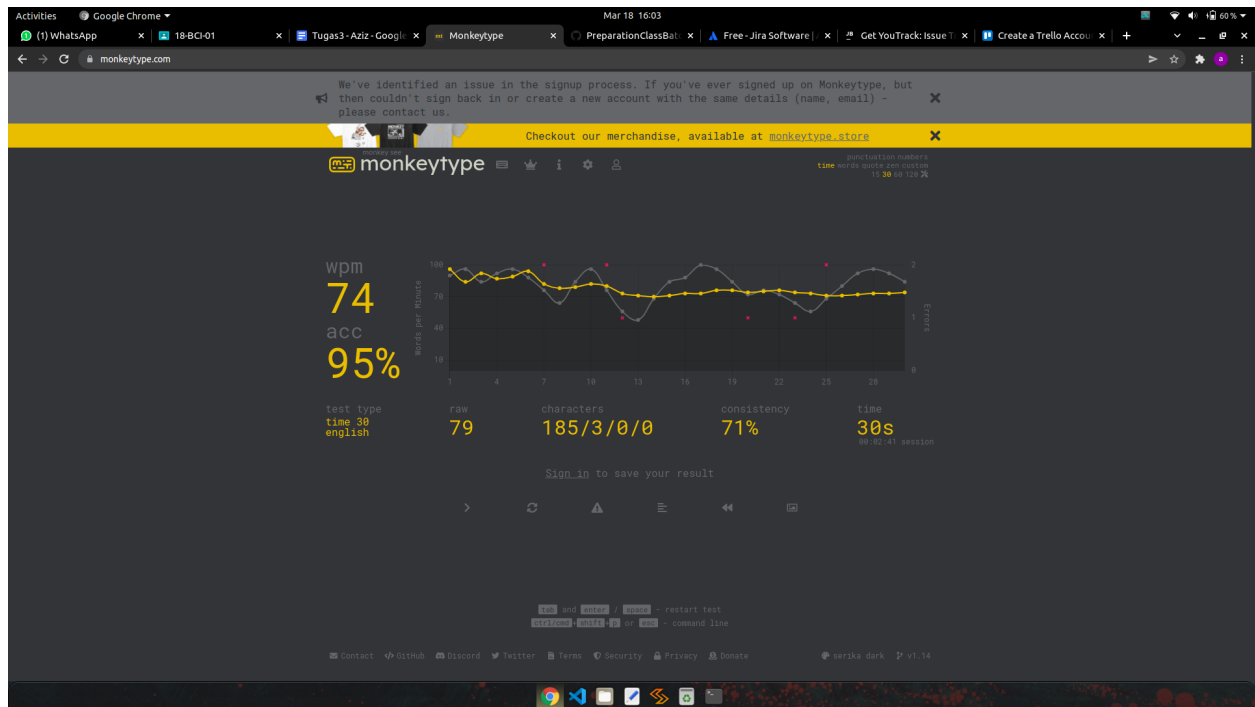 Activities Google Chrome Mar 18 16:03 60 %
(1) WhatsApp 18-BCI-01 Tugas3 - Aziz - Google Monkeytype PreparationClassBatc Free - Jira Software | Get YouTrack: Issue T Create a Trello Accou
monkeytype.com a
We've identified an issue in the signup process. If you've ever signed up on Monkeytype, but
then couldn't sign back in or create a new account with the same details (name, email) -
please contact us.
Checkout our merchandise, available at monkeytype.store
monkey see
monkeytype
punctuation numbers
time words quote zen custom
15 30 60 120
wpm
74
acc
95%
Words per Minute
100
70
40
10
1 4 7 10 13 16 19 22 25 28
2
1
0
Errors
test type
time 30
english
raw
79
characters
185/3/0/0
consistency
71%
time
30s
00:02:41 session
Sign in to save your result
tab and enter / space - restart test
ctrl/cmd + shift + p or esc - command line
Contact GitHub Discord Twitter Terms Security Privacy Donate serika dark v1.14